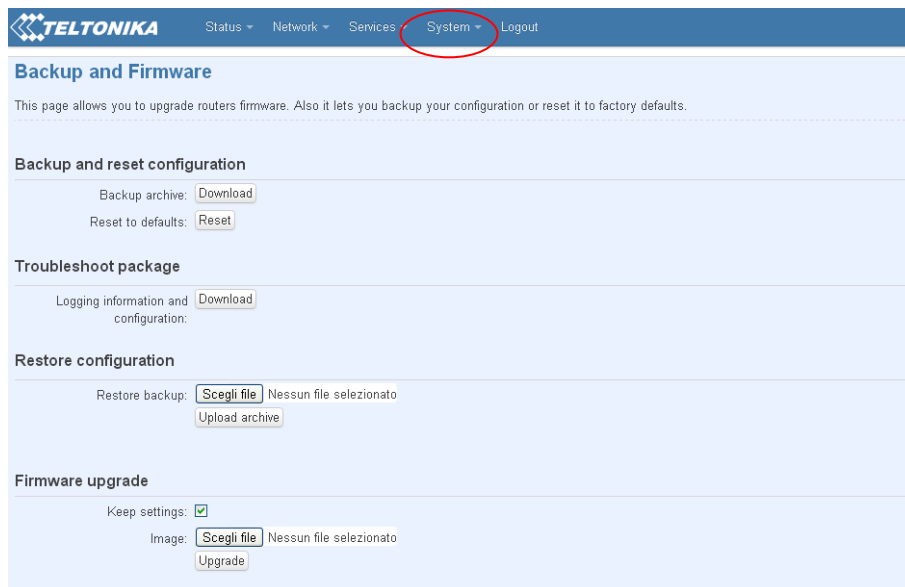 TELTONIKA Status Network Services System Logout
Backup and Firmware
This page allows you to upgrade routers firmware. Also it lets you backup your configuration or reset it to factory defaults.
Backup and reset configuration
Backup archive: Download
Reset to defaults: Reset
Troubleshoot package
Logging information and Download
configuration:
Restore configuration
Restore backup: Scegli file Nessun file selezionato
Upload archive
Firmware upgrade
Keep settings:
Image: Scegli file Nessun file selezionato
Upgrade